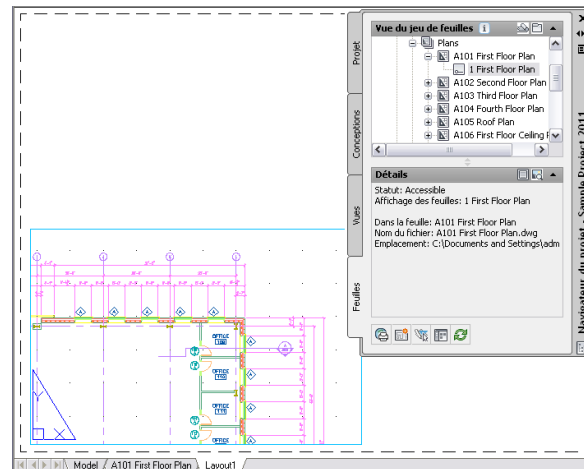 Vue du jeu de feuilles
Plans
A101 First Floor Plan
1 First Floor Plan
A102 Second Floor Plan
A103 Third Floor Plan
A104 Fourth Floor Plan
A105 Roof Plan
A106 First Floor Ceiling
Détails
Statut: Accessible
Affichage des feuilles: 1 First Floor Plan
Dans la feuille: A101 First Floor Plan
Nom du fichier: A101 First Floor Plan.dwg
Emplacement: C:\Documents and Settings\adm
Projet
Conceptions
Vues
Feuilles
Navigateur du projet - Sample Project 2011
OFFICE
OFFICE
OFFICE
111
OFFICE
Y
X
Model
A101 First Floor Plan
Layout1